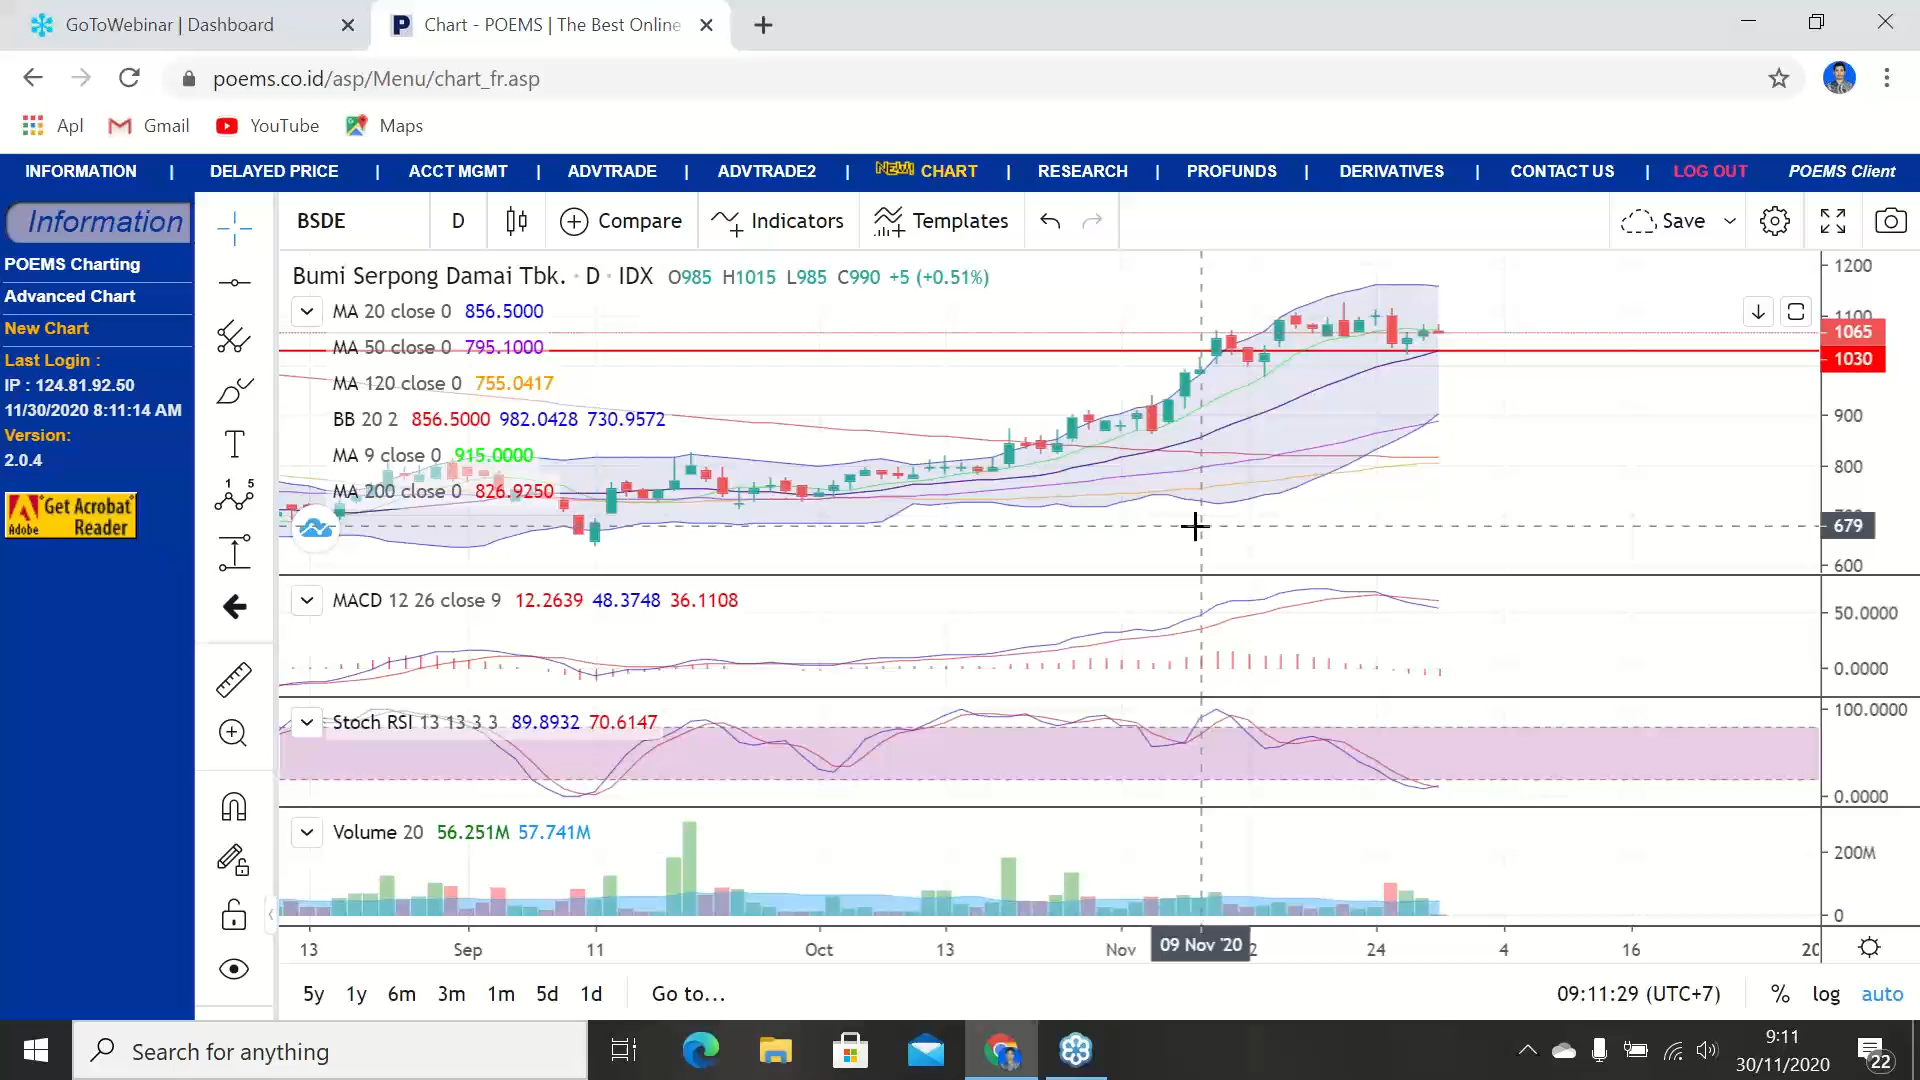 GoToWebinar | Dashboard
Chart - POEMS | The Best Online
poems.co.id/asp/Menu/chart_fr.asp
Apl
Gmail
YouTube
Maps
INFORMATION | DELAYED PRICE | ACCT MGMT | ADVTRADE | ADVTRADE2 | NEW! CHART | RESEARCH | PROFUNDS | DERIVATIVES | CONTACT US | LOG OUT POEMS Client
Information
POEMS Charting
Advanced Chart
New Chart
Last Login :
IP : 124.81.92.50
11/30/2020 8:11:14 AM
Version:
2.0.4
Get Acrobat
Adobe Reader
BSDE D Compare Indicators Templates Save
Bumi Serpong Damai Tbk. · D · IDX O985 H1015 L985 C990 +5 (+0.51%)
MA 20 close 0 856.5000
MA 50 close 0 795.1000
MA 120 close 0 755.0417
BB 20 2 856.5000 982.0428 730.9572
MA 9 close 0 915.0000
MA 200 close 0 826.9250
1200
1100
1065
1030
900
800
679
600
MACD 12 26 close 9 12.2639 48.3748 36.1108
50.0000
0.0000
Stoch RSI 13 13 3 3 89.8932 70.6147
100.0000
0.0000
Volume 20 56.251M 57.741M
200M
0
1 5
13 Sep 11 Oct 13 Nov 09 Nov '20 2 24 4 16 20
5y 1y 6m 3m 1m 5d 1d Go to... 09:11:29 (UTC+7) % log auto
Search for anything
9:11
30/11/2020
22